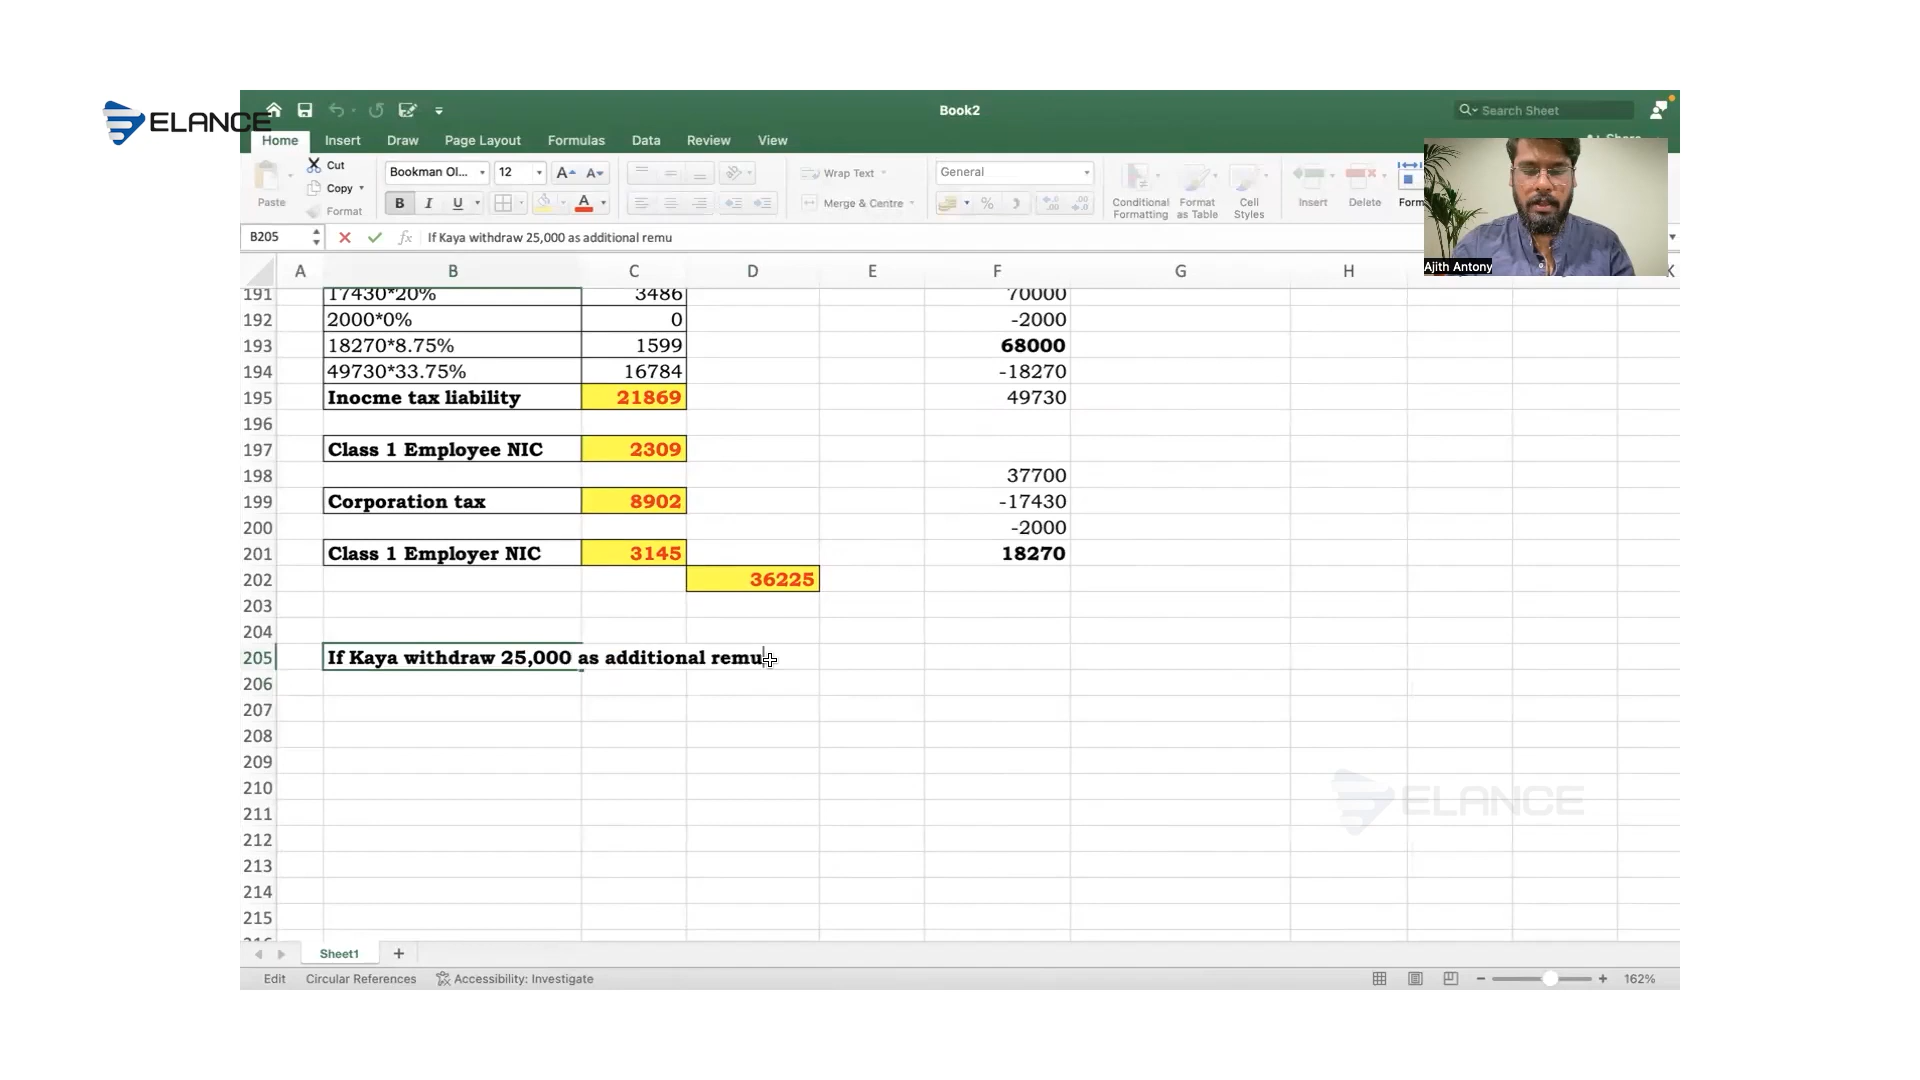 ELANCE
Book2
Search Sheet
Home Insert Draw Page Layout Formulas Data Review View
Cut
Copy
Format
Paste
Bookman Ol... 12
B I U
Wrap Text
Merge & Centre
General
Conditional Formatting
Format as Table
Cell Styles
Insert
Delete
Form
Ajith Antony
B205 fx If Kaya withdraw 25,000 as additional remu
A B C D E F G H K
191 17430*20% 3486 70000
192 2000*0% 0 -2000
193 18270*8.75% 1599 68000
194 49730*33.75% 16784 -18270
195 Inocme tax liability 21869 49730
196
197 Class 1 Employee NIC 2309
198 37700
199 Corporation tax 8902 -17430
200 -2000
201 Class 1 Employer NIC 3145 18270
202 36225
203
204
205 If Kaya withdraw 25,000 as additional remu
206
207
208
209
210
211
212
213
214
215
ELANCE
Sheet1 +
Edit Circular References Accessibility: Investigate 162%